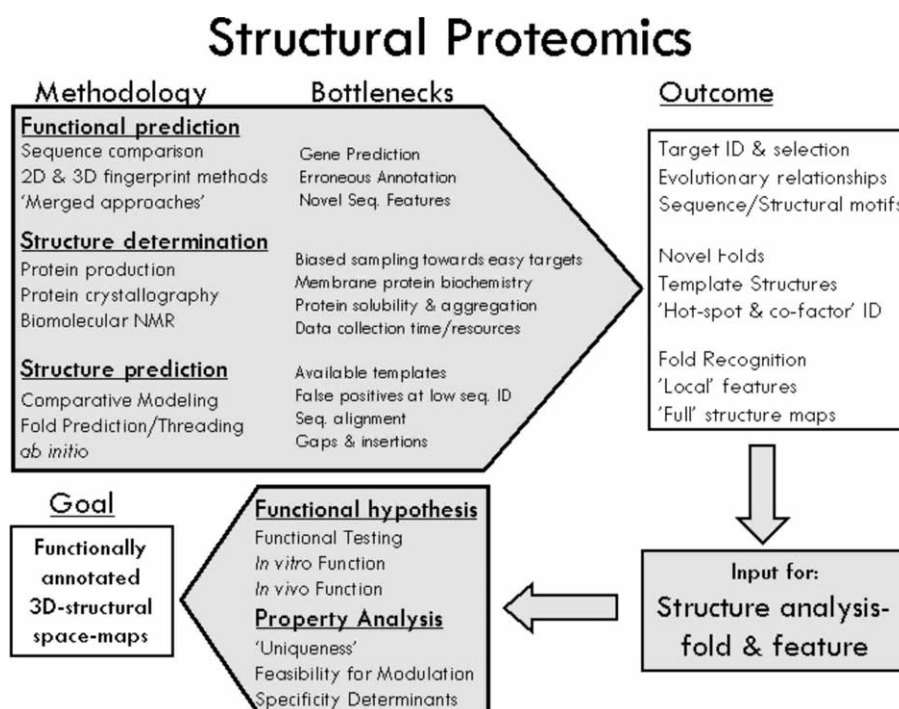 Structural Proteomics
Methodology
Bottlenecks
Outcome
Functional prediction
Sequence comparison
2D & 3D fingerprint methods
'Merged approaches'
Gene Prediction
Erroneous Annotation
Novel Seq. Features
Structure determination
Protein production
Protein crystallography
Biomolecular NMR
Biased sampling towards easy targets
Membrane protein biochemistry
Protein solubility & aggregation
Data collection time/resources
Structure prediction
Comparative Modeling
Fold Prediction/Threading
ab initio
Available templates
False positives at low seq. ID
Seq. alignment
Gaps & insertions
Target ID & selection
Evolutionary relationships
Sequence/Structural motifs
Novel Folds
Template Structures
'Hot-spot & co-factor' ID
Fold Recognition
'Local' features
'Full' structure maps
Input for:
Structure analysis-
fold & feature
Functional hypothesis
Functional Testing
In vitro Function
In vivo Function
Property Analysis
'Uniqueness'
Feasibility for Modulation
Specificity Determinants
Goal
Functionally
annotated
3D-structural
space-maps